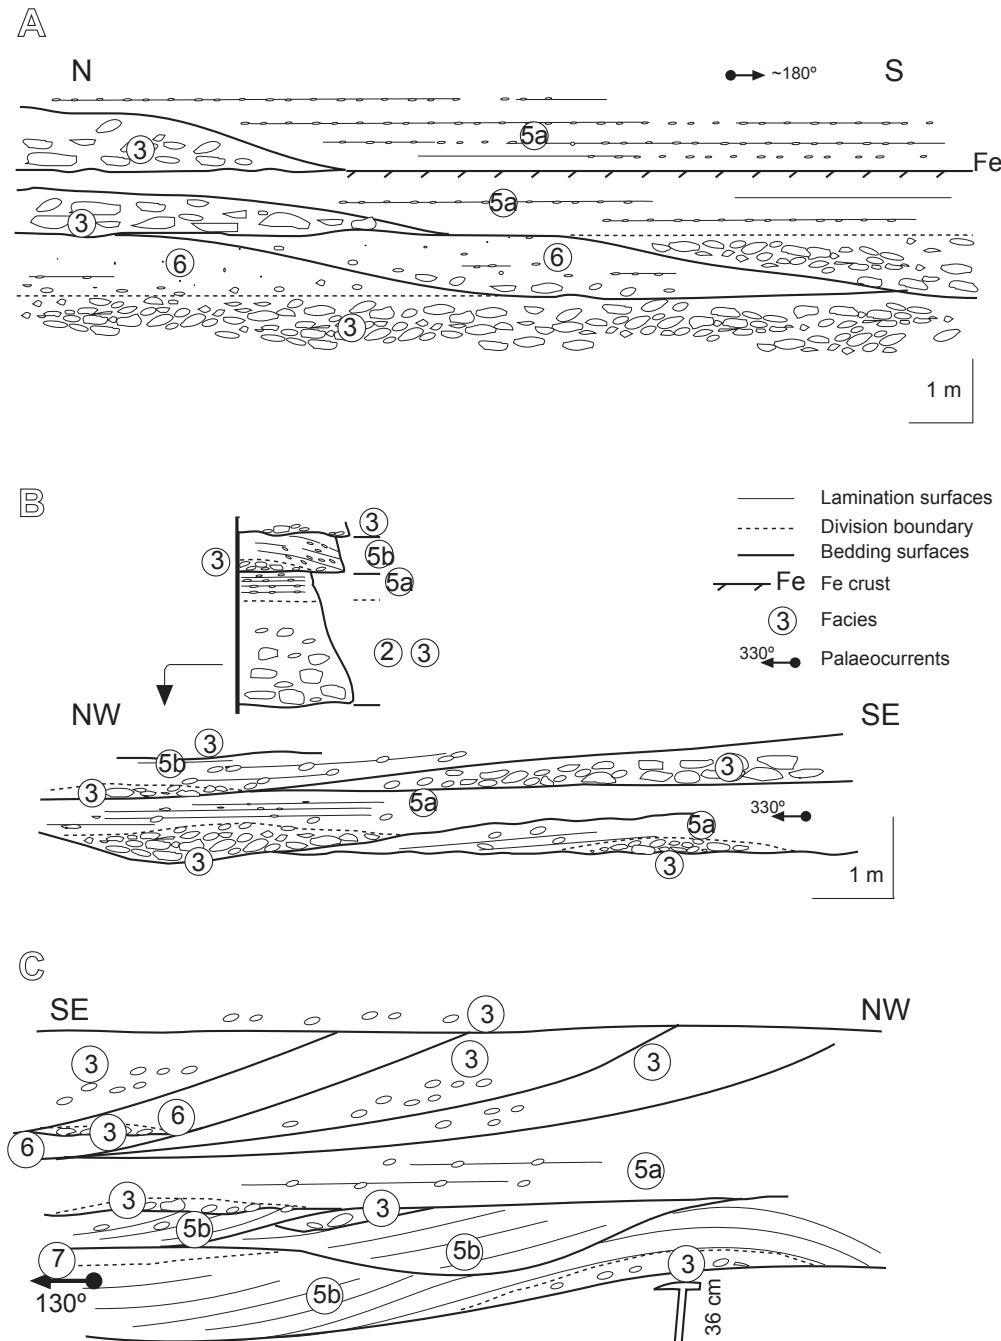 A
N
~180º
S
3
5a
Fe
5a
3
6
6
3
1 m
B
3
3
5b
5a
2 3
Lamination surfaces
Division boundary
Bedding surfaces
Fe Fe crust
3 Facies
330º Palaeocurrents
NW
SE
3
5b
3
3
5a
330º
5a
3
3
1 m
C
SE
NW
3
3
3
3
6
3
6
5a
3
3
5b
5b
7
3
130º
5b
36 cm